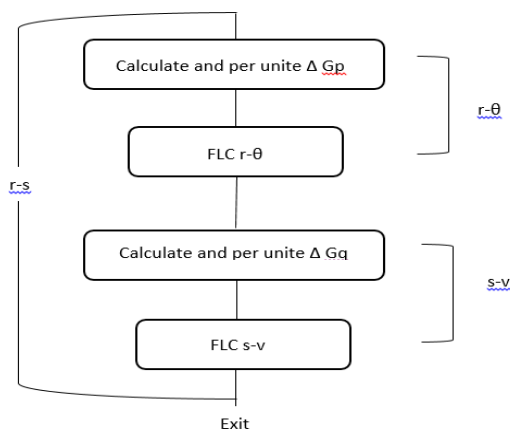 Calculate and per unite Δ Gp
r-θ
FLC r-θ
r-s
Calculate and per unite Δ Gq
s-v
FLC s-v
Exit